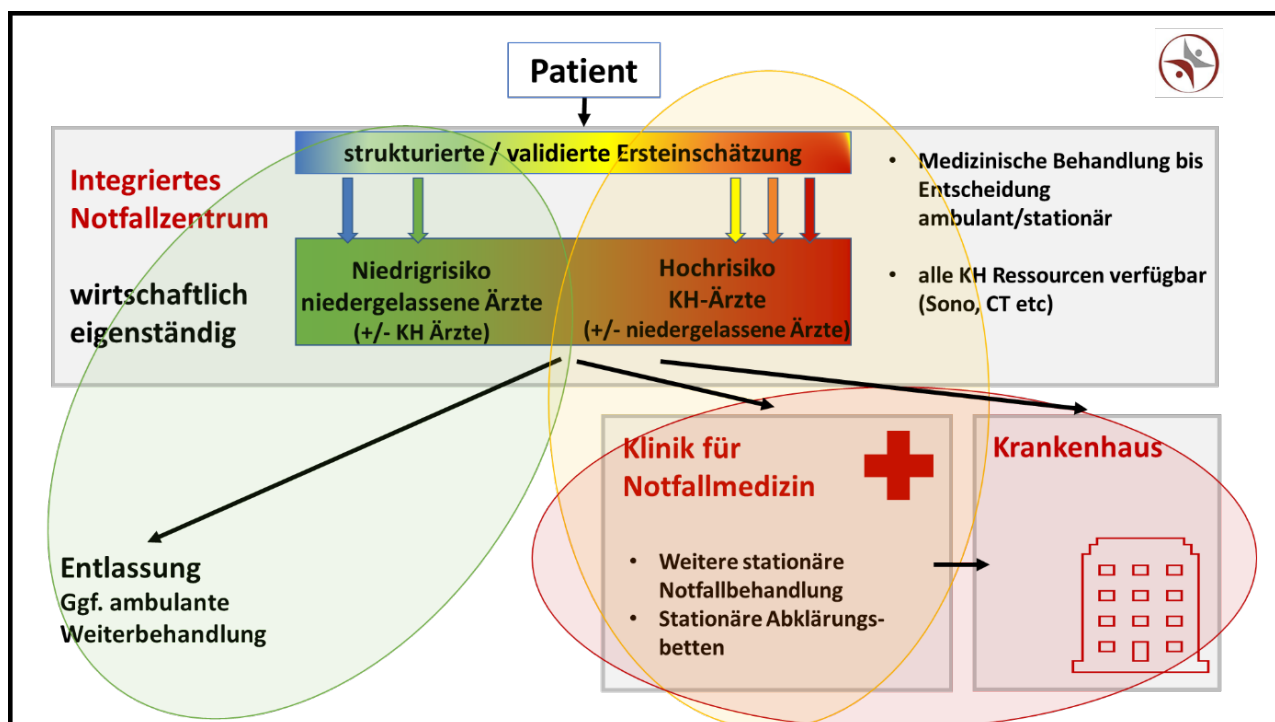 Patient
strukturierte / validierte Ersteinschätzung
Integriertes
Notfallzentrum
wirtschaftlich
eigenständig
Niedrigrisiko
niedergelassene Ärzte
(+/- KH Ärzte)
Hochrisiko
KH-Ärzte
(+/- niedergelassene Ärzte)
• Medizinische Behandlung bis
Entscheidung
ambulant/stationär
• alle KH Ressourcen verfügbar
(Sono, CT etc)
Klinik für
Notfallmedizin
• Weitere stationäre
Notfallbehandlung
• Stationäre Abklärungs-
betten
Krankenhaus
Entlassung
Ggf. ambulante
Weiterbehandlung